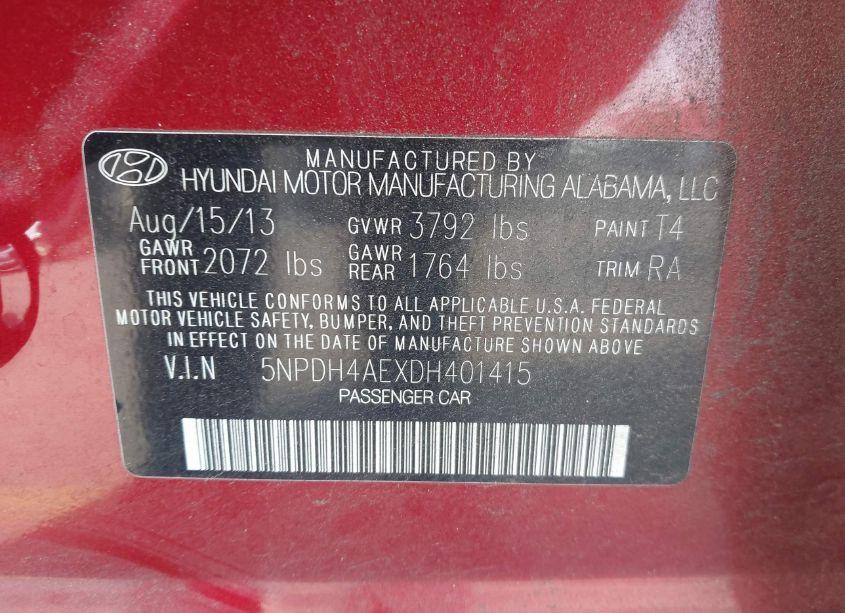 MANUFACTURED BY
HYUNDAI MOTOR MANUFACTURING ALABAMA, LLC
Aug/15/13 GVWR 3792 lbs PAINT T4
GAWR FRONT 2072 lbs GAWR REAR 1764 lbs TRIM RA
THIS VEHICLE CONFORMS TO ALL APPLICABLE U.S.A. FEDERAL
MOTOR VEHICLE SAFETY, BUMPER, AND THEFT PREVENTION STANDARDS
IN EFFECT ON THE DATE OF MANUFACTURE SHOWN ABOVE
V.I.N 5NPDH4AEXDH401415
PASSENGER CAR